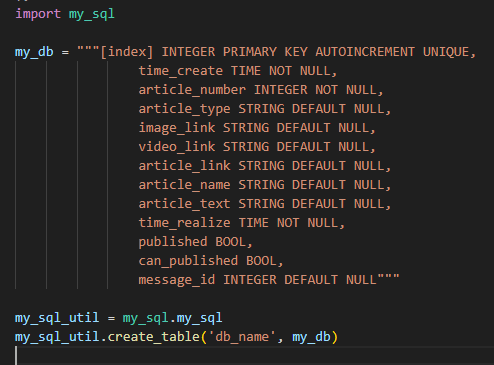 import my_sql
my_db = """[index] INTEGER PRIMARY KEY AUTOINCREMENT UNIQUE,
time_create TIME NOT NULL,
article_number INTEGER NOT NULL,
article_type STRING DEFAULT NULL,
image_link STRING DEFAULT NULL,
video_link STRING DEFAULT NULL,
article_link STRING DEFAULT NULL,
article_name STRING DEFAULT NULL,
article_text STRING DEFAULT NULL,
time_realize TIME NOT NULL,
published BOOL,
can_published BOOL,
message_id INTEGER DEFAULT NULL"""
my_sql_util = my_sql.my_sql
my_sql_util.create_table('db_name', my_db)